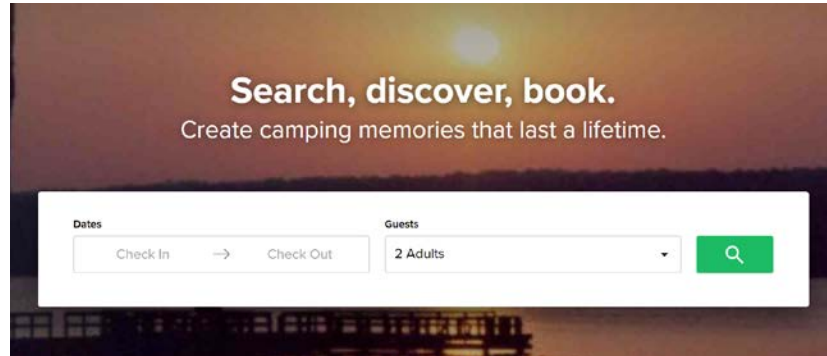 Search, discover, book.
Create camping memories that last a lifetime.
Dates
Guests
Check In → Check Out
2 Adults